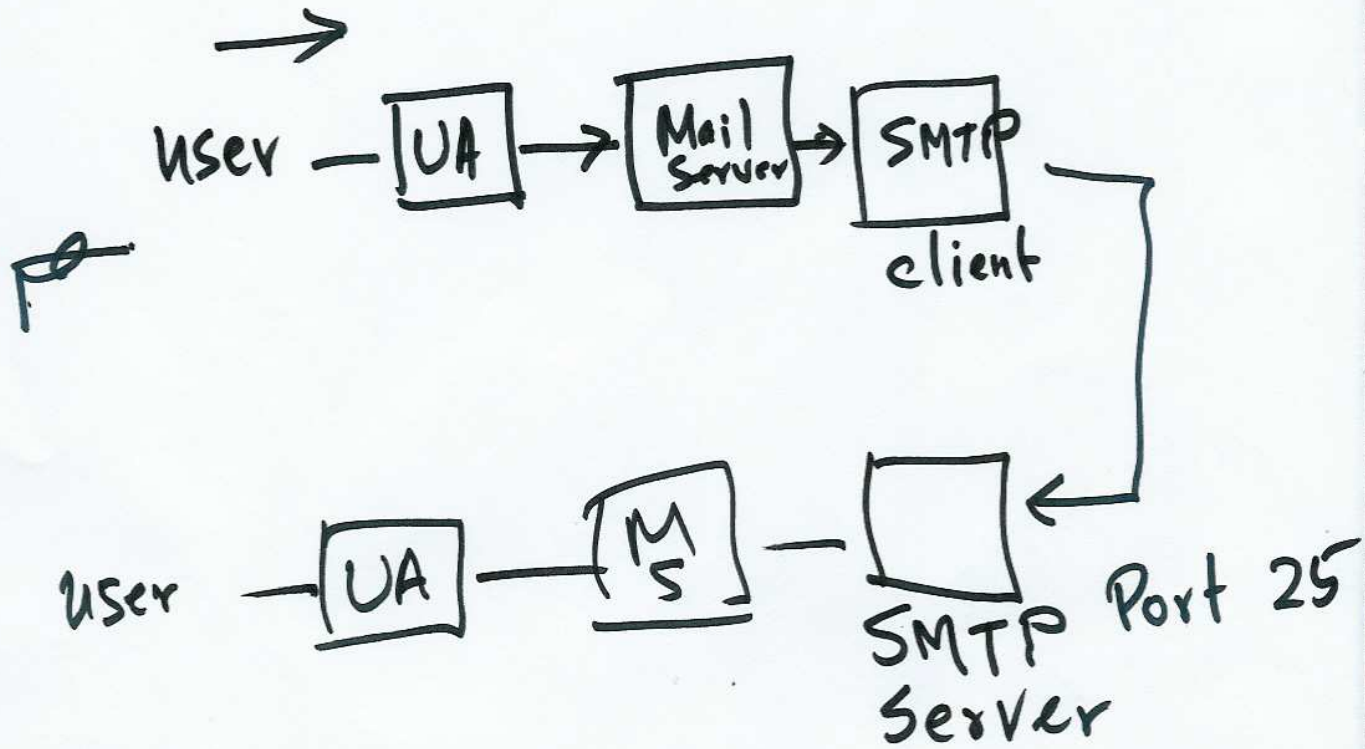 user UA Mail SMTP
Server
client
user UA M
S
SMTP Port 25
Server